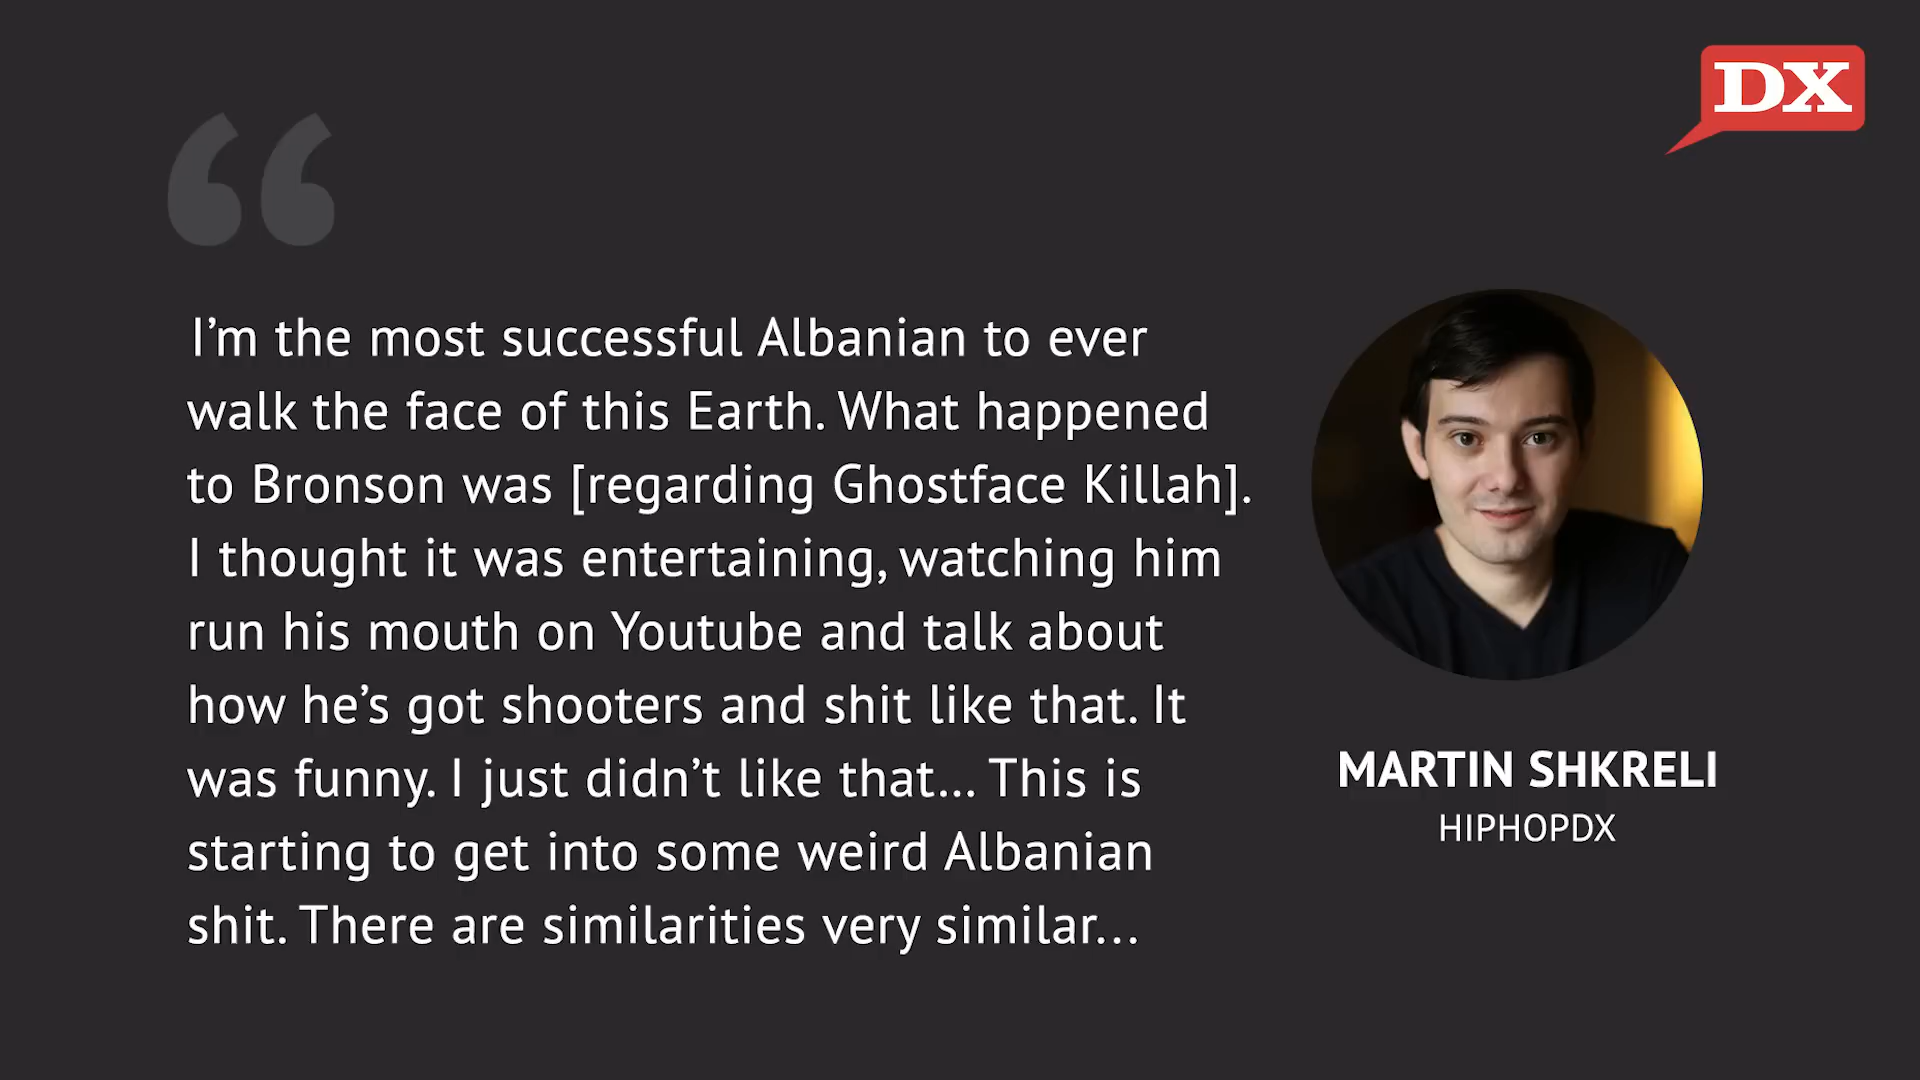 DX
“
I’m the most successful Albanian to ever
walk the face of this Earth. What happened
to Bronson was [regarding Ghostface Killah].
I thought it was entertaining, watching him
run his mouth on Youtube and talk about
how he’s got shooters and shit like that. It
was funny. I just didn’t like that... This is
starting to get into some weird Albanian
shit. There are similarities very similar...
MARTIN SHKRELI
HIPHOPDX